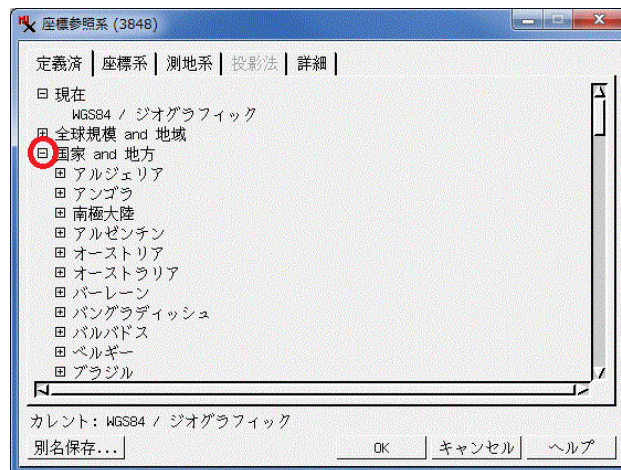 座標参照系 (3848)
定義済 座標系 測地系 投影法 詳細
現在
WGS84 / ジオグラフィック
全球規模 and 地域
国家 and 地方
アルジェリア
アンゴラ
南極大陸
アルゼンチン
オーストリア
オーストラリア
バーレーン
バングラディッシュ
バルバドス
ベルギー
ブラジル
カレント: WGS84 / ジオグラフィック
別名保存... OK キャンセル ヘルプ